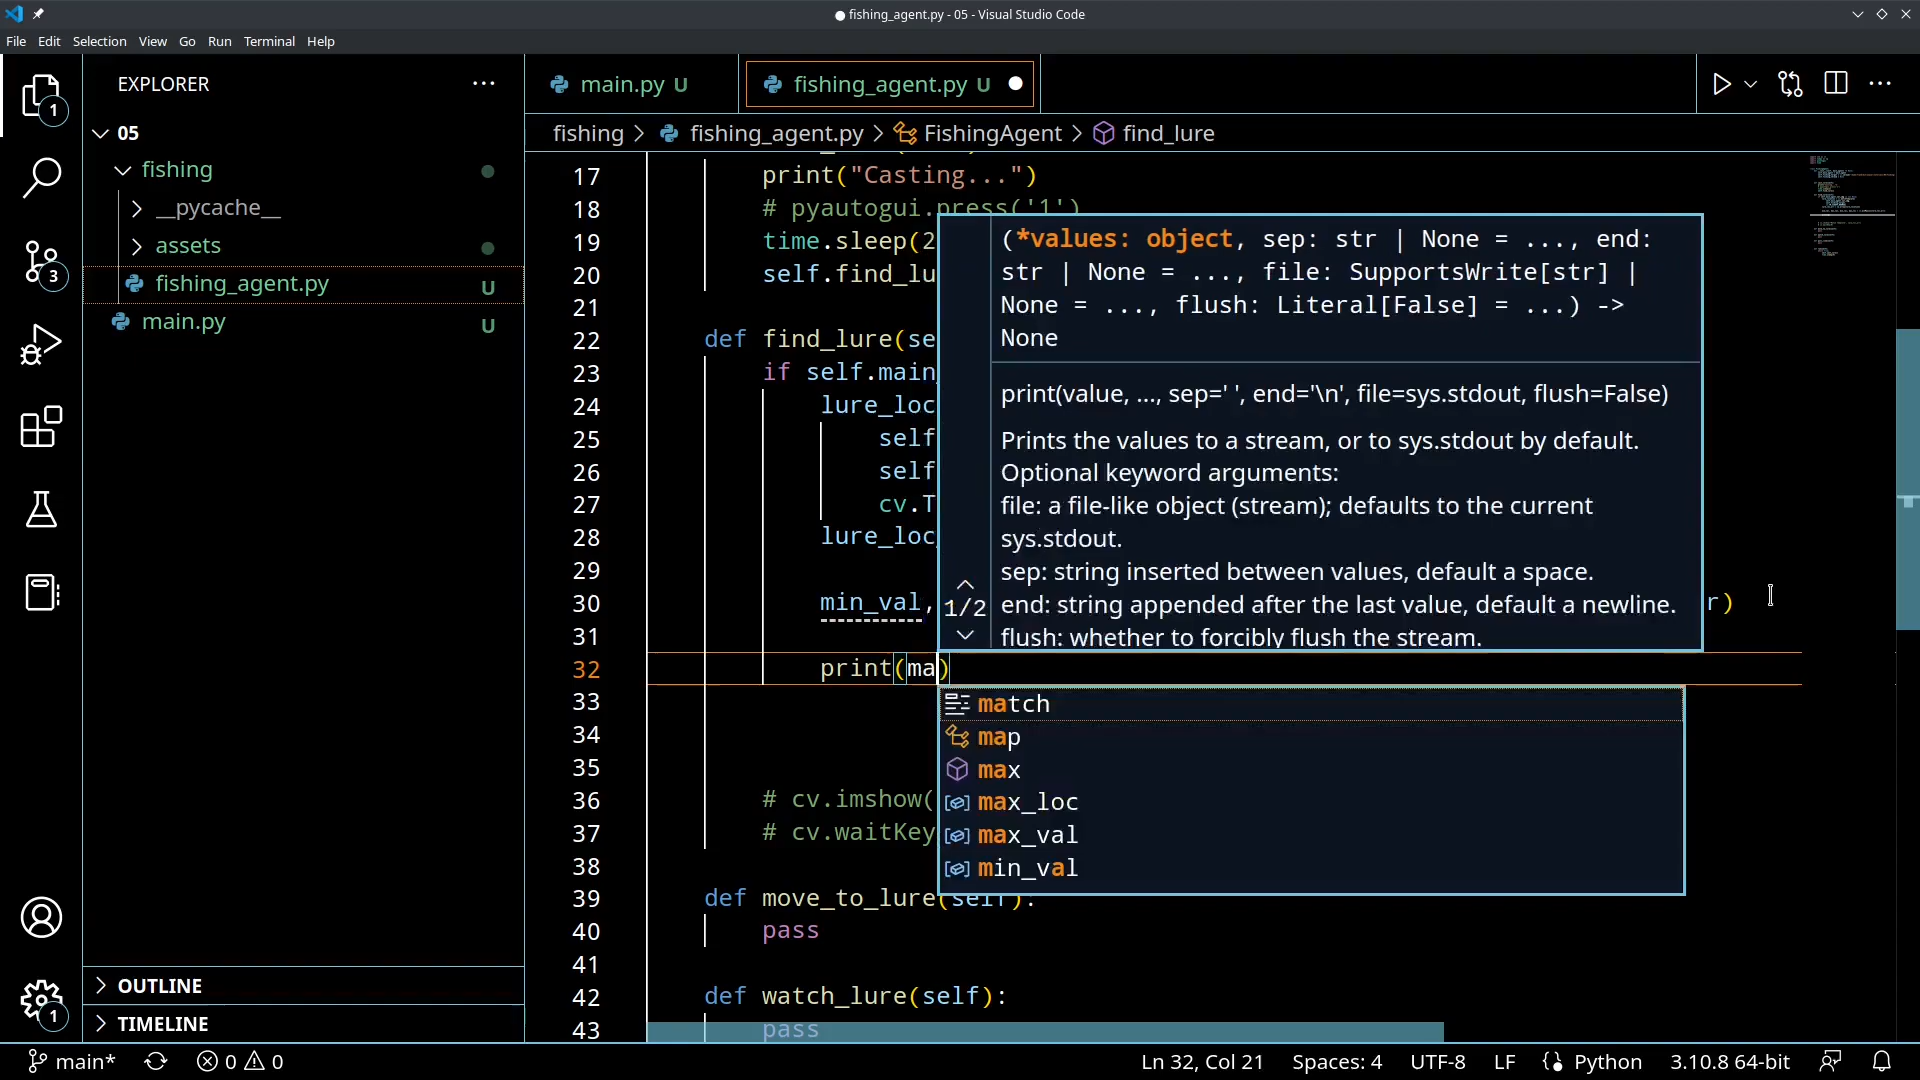 fishing_agent.py - 05 - Visual Studio Code
File Edit Selection View Go Run Terminal Help
EXPLORER
1
05
fishing
__pycache__
assets
fishing_agent.py U
main.py U
3
OUTLINE
1
TIMELINE
main.py U
fishing_agent.py U
fishing > fishing_agent.py > FishingAgent > find_lure
17 print("Casting...")
18 # pyautogui.press('1')
19 time.sleep(2
20 self.find_lu
21
22 def find_lure(se
23 if self.main_
24 lure_loc
25 self
26 self
27 cv.T
28 lure_loc_
29
30 min_val, r)
31
32 print(ma)
33
34
35
36 # cv.imshow(
37 # cv.waitKey
38
39 def move_to_lure(self):
40 pass
41
42 def watch_lure(self):
43 pass
(*values: object, sep: str | None = ..., end:
str | None = ..., file: SupportsWrite[str] |
None = ..., flush: Literal[False] = ...) ->
None
print(value, ..., sep=' ', end='\n', file=sys.stdout, flush=False)
Prints the values to a stream, or to sys.stdout by default.
Optional keyword arguments:
file: a file-like object (stream); defaults to the current
sys.stdout.
sep: string inserted between values, default a space.
1/2
end: string appended after the last value, default a newline.
flush: whether to forcibly flush the stream.
match
map
max
max_loc
max_val
min_val
main* 0 0
Ln 32, Col 21 Spaces: 4 UTF-8 LF Python 3.10.8 64-bit